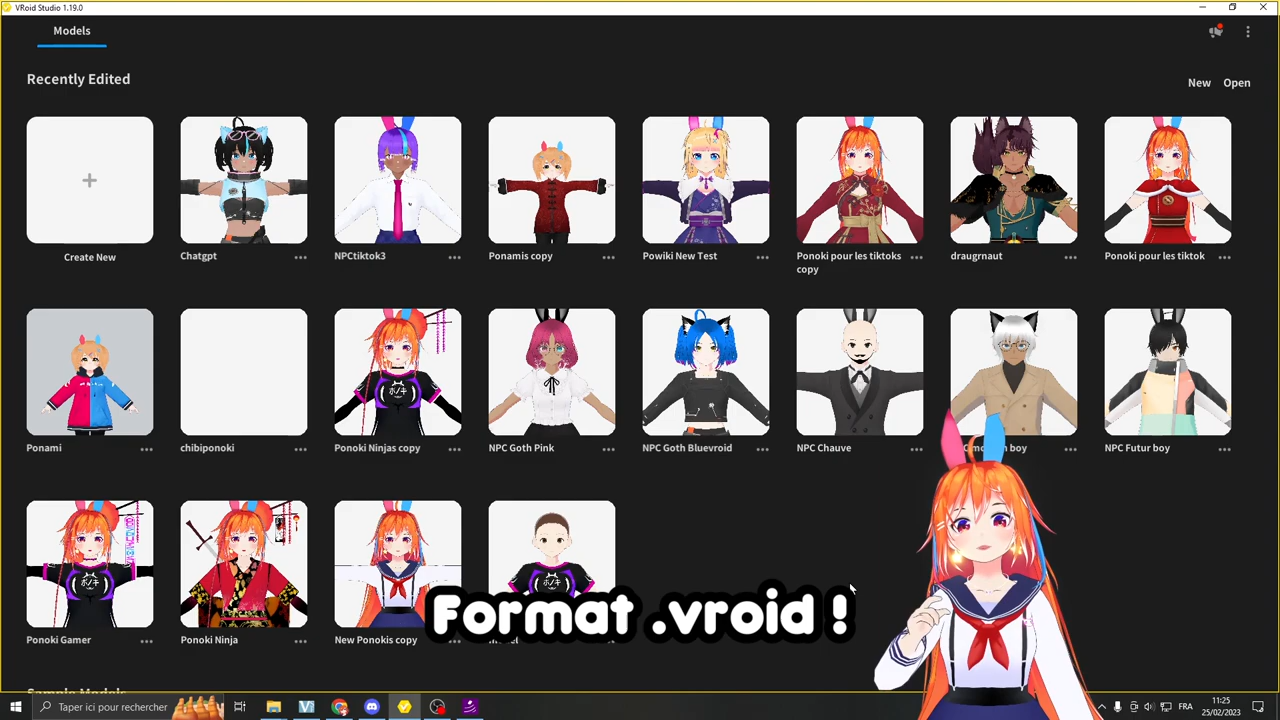 VRoid Studio 1.19.0
Models
Recently Edited
New
Open
Create New
Chatgpt
NPCtiktok3
Ponamis copy
Powiki New Test
Ponoki pour les tiktoks
copy
draugrnaut
Ponoki pour les tiktok
Ponami
chibiponoki
Ponoki Ninjas copy
NPC Goth Pink
NPC Goth Bluevroid
NPC Chauve
boy
NPC Futur boy
Ponoki Gamer
Ponoki Ninja
New Ponokis copy
Format .vroid !
Sample Models
Taper ici pour rechercher
FRA
11:25
25/02/2023